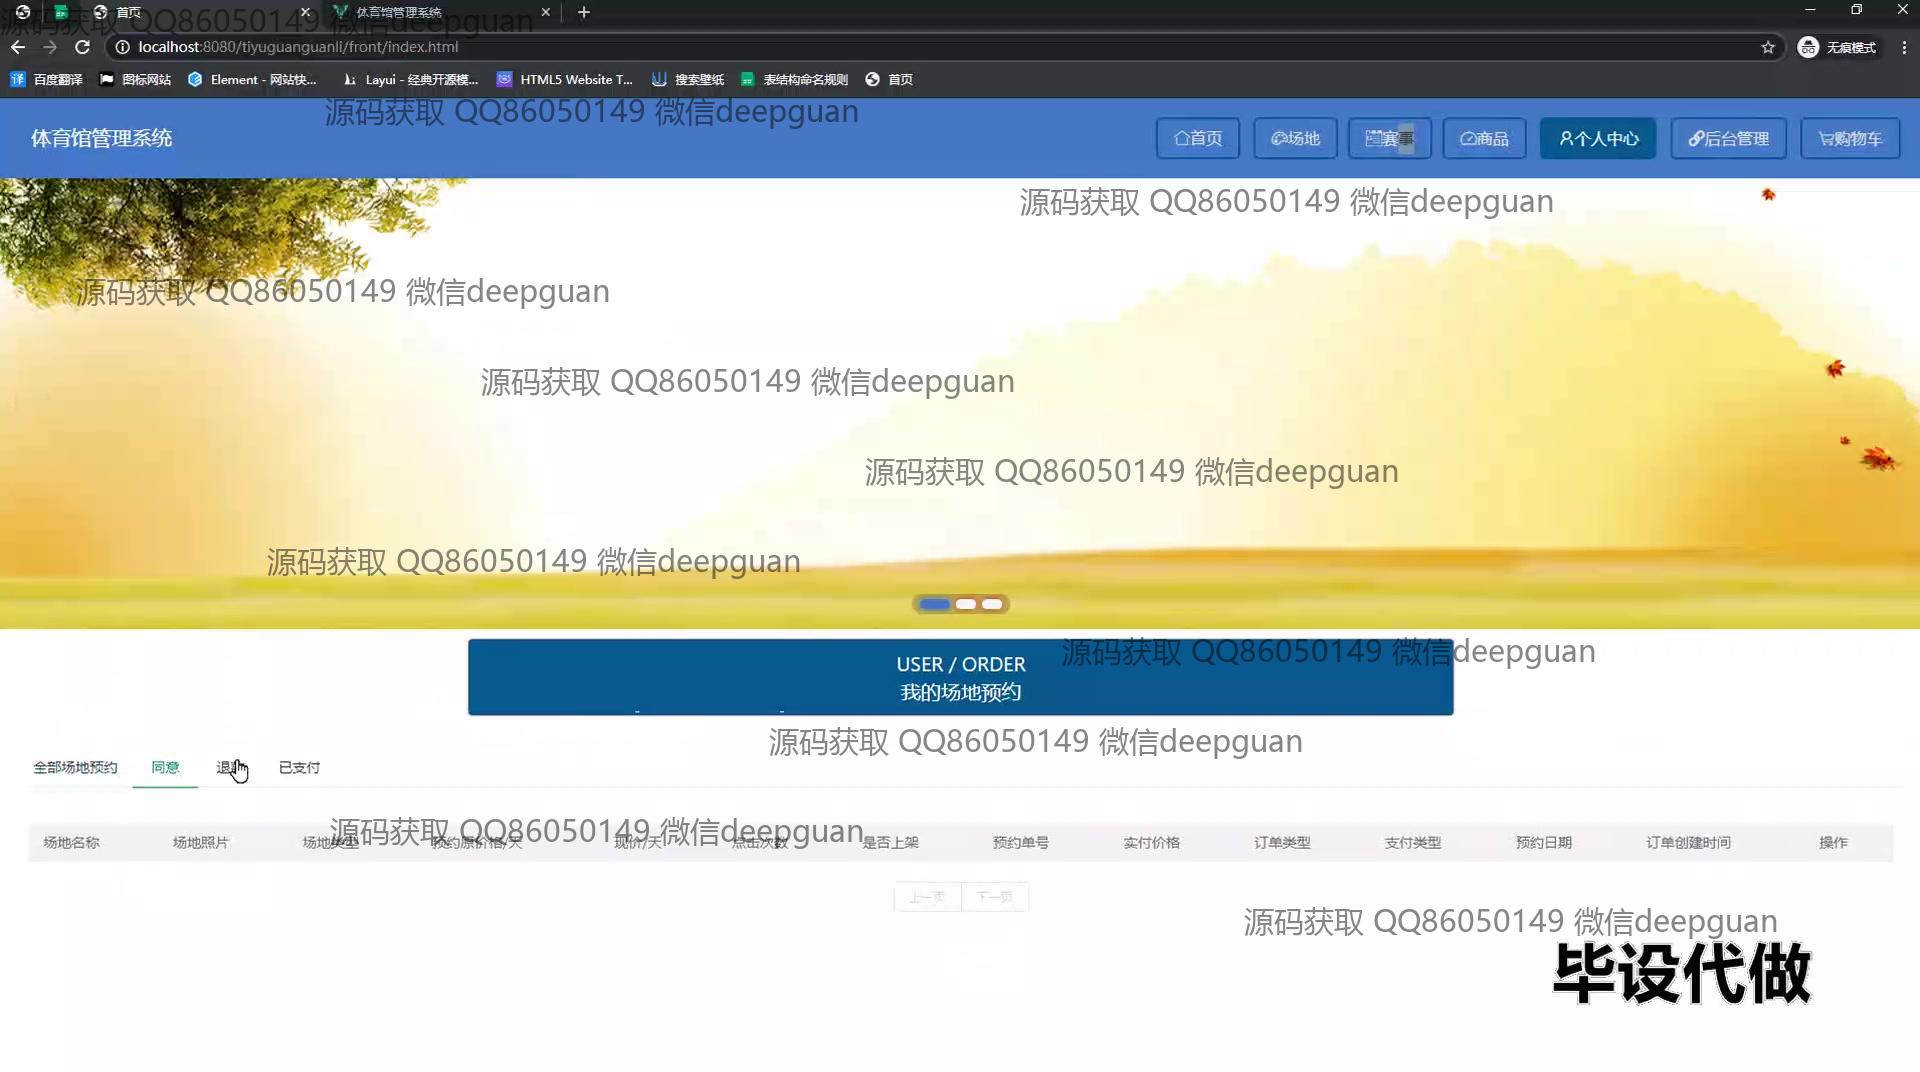 首页
体育馆管理系统
源码获取 QQ86050149 微信deepguan
localhost:8080/tiyuguanguanli/front/index.html
无痕模式
百度翻译
图标网站
Element - 网站快...
Layui - 经典开源模...
HTML5 Website T...
搜索壁纸
表结构命名规则
首页
源码获取 QQ86050149 微信deepguan
体育馆管理系统
首页
场地
赛事
商品
个人中心
后台管理
购物车
源码获取 QQ86050149 微信deepguan
源码获取 QQ86050149 微信deepguan
源码获取 QQ86050149 微信deepguan
源码获取 QQ86050149 微信deepguan
源码获取 QQ86050149 微信deepguan
USER / ORDER
我的场地预约
源码获取 QQ86050149 微信deepguan
源码获取 QQ86050149 微信deepguan
全部场地预约
同意
已支付
源码获取 QQ86050149 微信deepguan
场地名称
场地照片
场地类型
预约原价格/天
现价/天
点击次数
是否上架
预约单号
实付价格
订单类型
支付类型
预约日期
订单创建时间
操作
上一页
下一页
源码获取 QQ86050149 微信deepguan
毕设代做